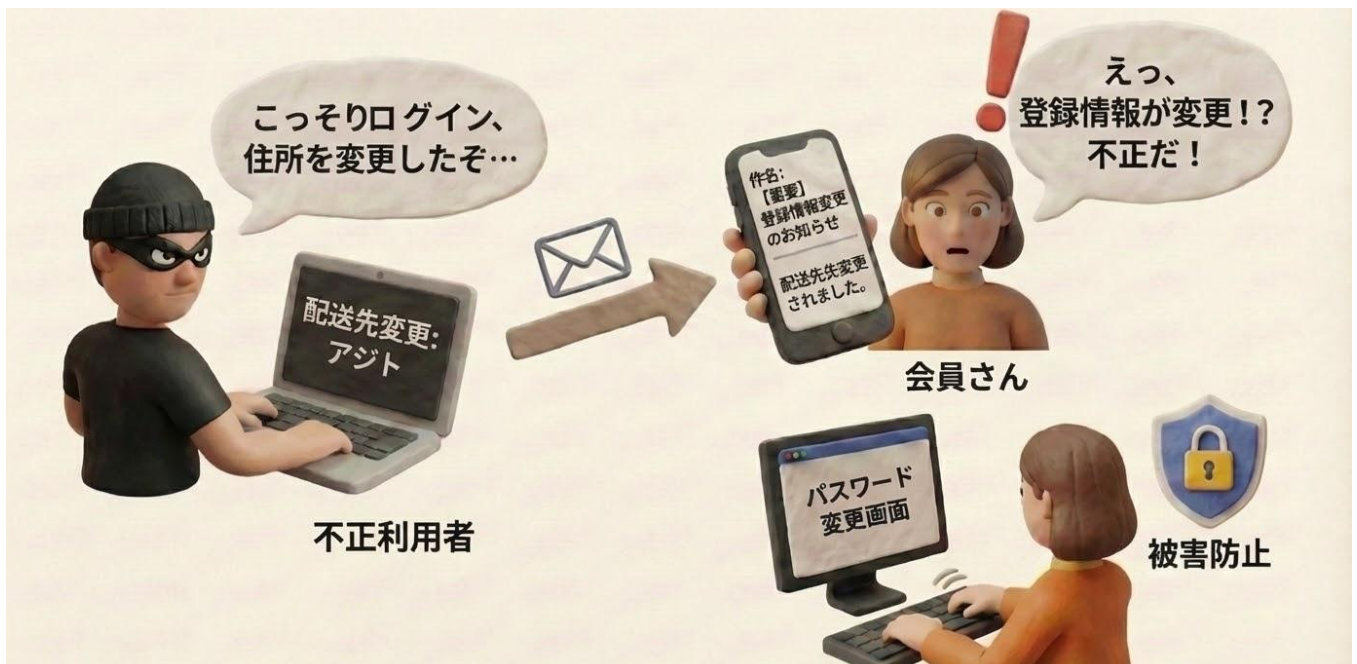 こっそりログイン、
住所を変更したぞ…
配送先変更:
アジト
不正利用者
えっ、
登録情報が変更!?
不正だ!
件名:
【重要】
登録情報変更
のお知らせ
配送先先変更
されました。
会員さん
パスワード
変更画面
被害防止